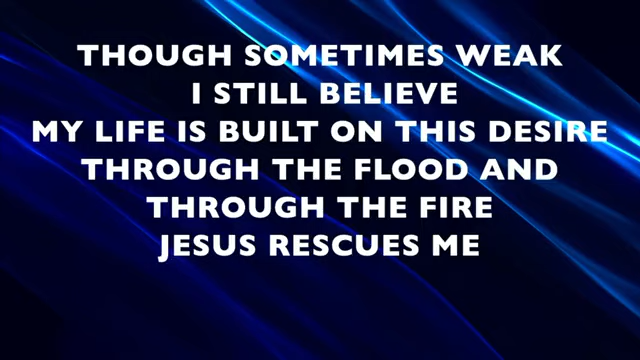 THOUGH SOMETIMES WEAK
I STILL BELIEVE
MY LIFE IS BUILT ON THIS DESIRE
THROUGH THE FLOOD AND
THROUGH THE FIRE
JESUS RESCUES ME